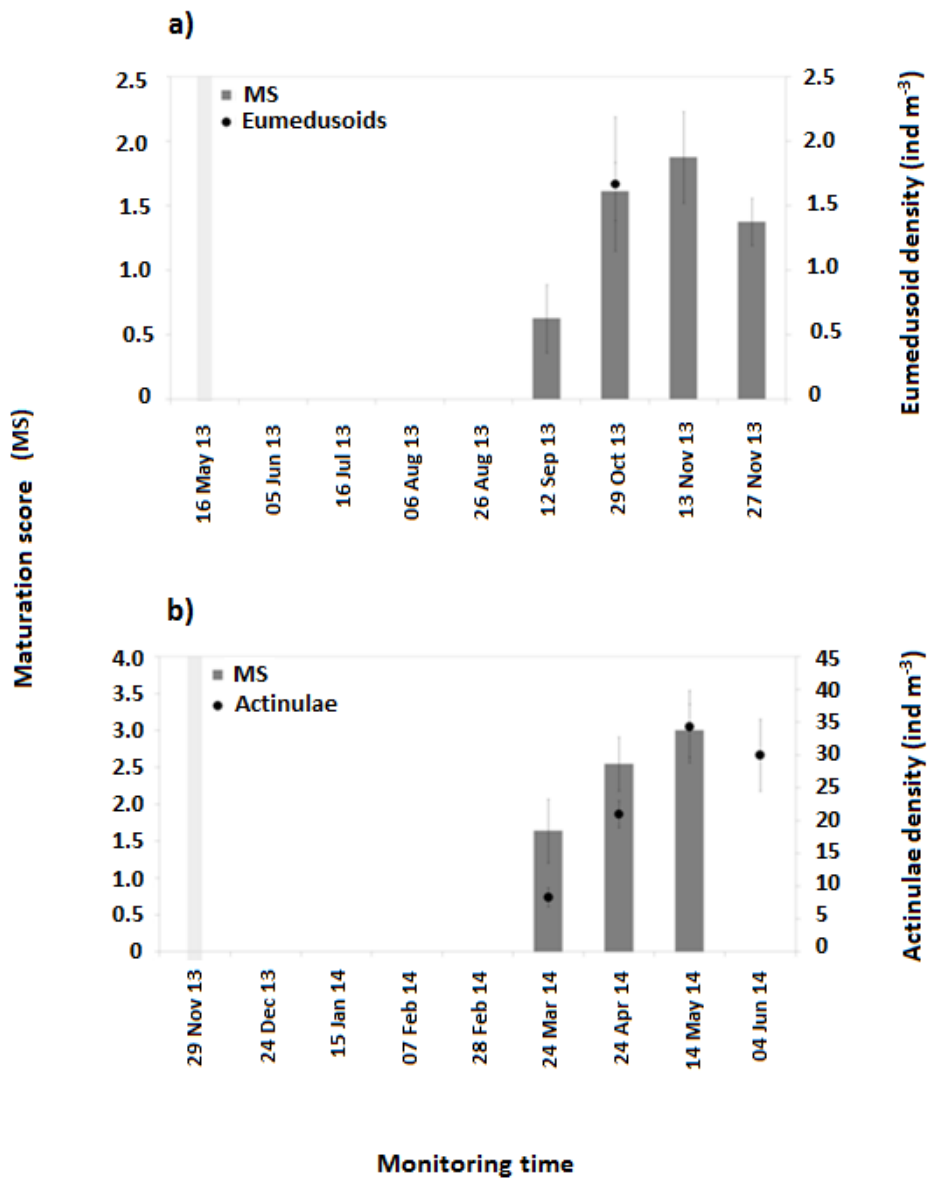 a)
2.5
2.0
1.5
1.0
0.5
0
MS
Eumedusoids
2.5
2.0
1.5
1.0
0.5
0
Eumedusoid density (ind m-3)
16 May 13
05 Jun 13
16 Jul 13
06 Aug 13
26 Aug 13
12 Sep 13
29 Oct 13
13 Nov 13
27 Nov 13
Maturation score (MS)
b)
4.0
3.5
3.0
2.5
2.0
1.5
1.0
0.5
0
MS
Actinulae
45
40
35
30
25
20
15
10
5
0
Actinulae density (ind m-3)
29 Nov 13
24 Dec 13
15 Jan 14
07 Feb 14
28 Feb 14
24 Mar 14
24 Apr 14
14 May 14
04 Jun 14
Monitoring time